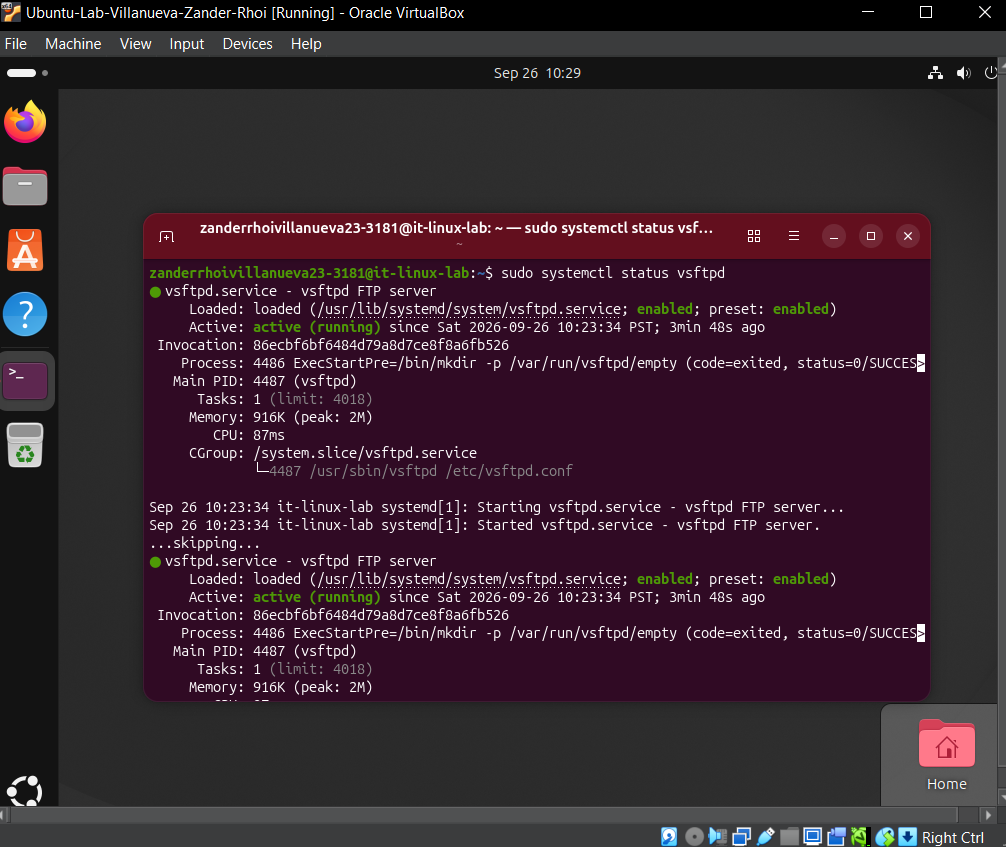 Ubuntu-Lab-Villanueva-Zander-Rhoi [Running] - Oracle VirtualBox
File Machine View Input Devices Help
Sep 26 10:29
zanderrhoivillanueva23-3181@it-linux-lab: ~ — sudo systemctl status vsf…
~
zanderrhoivillanueva23-3181@it-linux-lab:~$ sudo systemctl status vsftpd
● vsftpd.service - vsftpd FTP server
Loaded: loaded (/usr/lib/systemd/system/vsftpd.service; enabled; preset: enabled)
Active: active (running) since Sat 2026-09-26 10:23:34 PST; 3min 48s ago
Invocation: 86ecbf6bf6484d79a8d7ce8f8a6fb526
Process: 4486 ExecStartPre=/bin/mkdir -p /var/run/vsftpd/empty (code=exited, status=0/SUCCES>
Main PID: 4487 (vsftpd)
Tasks: 1 (limit: 4018)
Memory: 916K (peak: 2M)
CPU: 87ms
CGroup: /system.slice/vsftpd.service
└─4487 /usr/sbin/vsftpd /etc/vsftpd.conf
Sep 26 10:23:34 it-linux-lab systemd[1]: Starting vsftpd.service - vsftpd FTP server...
Sep 26 10:23:34 it-linux-lab systemd[1]: Started vsftpd.service - vsftpd FTP server.
...skipping...
● vsftpd.service - vsftpd FTP server
Loaded: loaded (/usr/lib/systemd/system/vsftpd.service; enabled; preset: enabled)
Active: active (running) since Sat 2026-09-26 10:23:34 PST; 3min 48s ago
Invocation: 86ecbf6bf6484d79a8d7ce8f8a6fb526
Process: 4486 ExecStartPre=/bin/mkdir -p /var/run/vsftpd/empty (code=exited, status=0/SUCCES>
Main PID: 4487 (vsftpd)
Tasks: 1 (limit: 4018)
Memory: 916K (peak: 2M)
Home
Right Ctrl